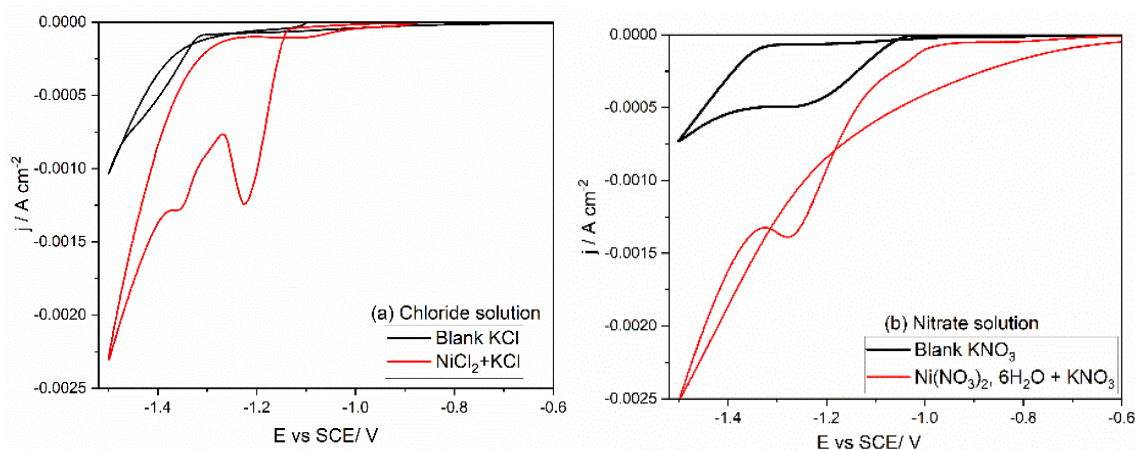 0.0000
-0.0005
-0.0010
-0.0015
-0.0020
-0.0025
j / A cm-2
(a) Chloride solution
Blank KCl
NiCl2+KCl
-1.4 -1.2 -1.0 -0.8 -0.6
E vs SCE/ V
0.0000
-0.0005
-0.0010
-0.0015
-0.0020
-0.0025
j / A cm-2
(b) Nitrate solution
Blank KNO3
Ni(NO3)2, 6H2O + KNO3
-1.4 -1.2 -1.0 -0.8 -0.6
E vs SCE/ V